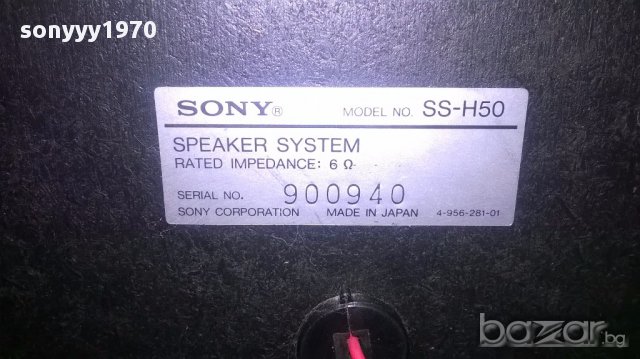 sonyyy1970
SONY® MODEL NO. SS-H50
SPEAKER SYSTEM
RATED IMPEDANCE: 6 Ω
SERIAL NO. 900940
SONY CORPORATION MADE IN JAPAN 4-956-281-01
bazar.bg